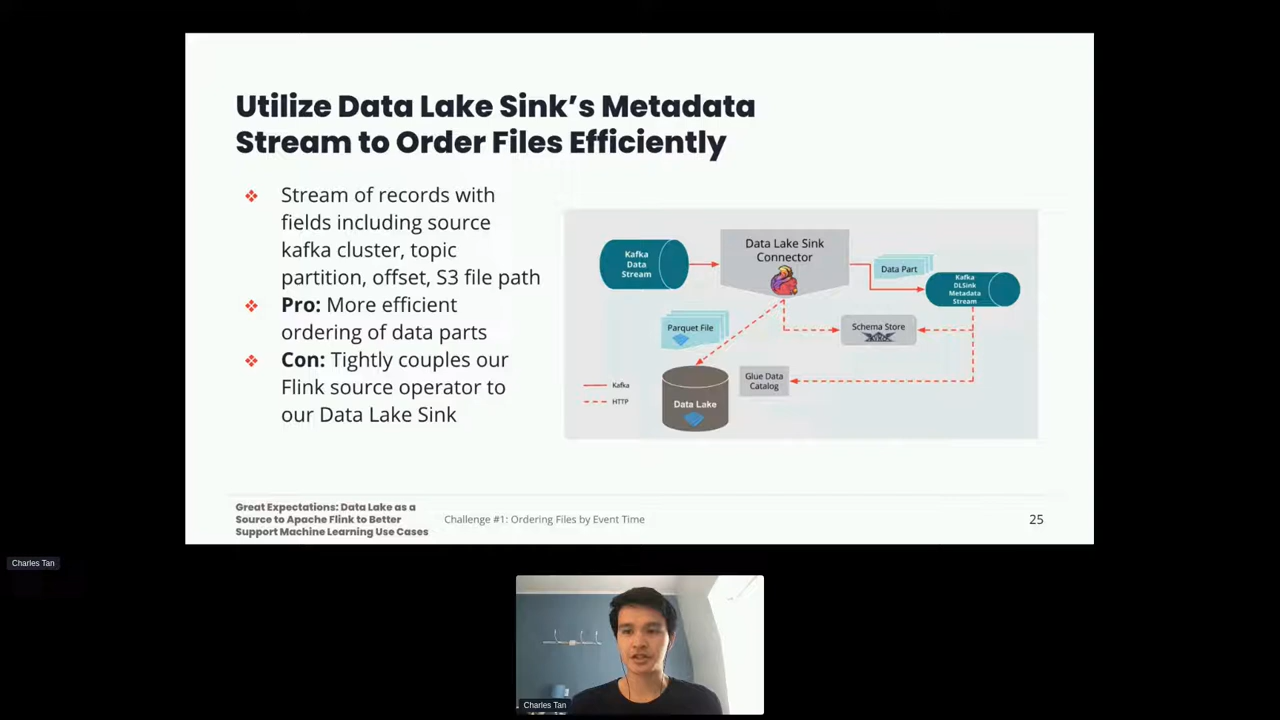 Utilize Data Lake Sink’s Metadata
Stream to Order Files Efficiently
Stream of records with
fields including source
kafka cluster, topic
partition, offset, S3 file path
Pro: More efficient
ordering of data parts
Con: Tightly couples our
Flink source operator to
our Data Lake Sink
Kafka
Data
Stream
Data Lake Sink
Connector
Data Part
Kafka
DLSink
Metadata
Stream
Parquet File
Schema Store
Glue Data
Catalog
Data Lake
Kafka
HTTP
Great Expectations: Data Lake as a
Source to Apache Flink to Better
Support Machine Learning Use Cases
Challenge #1: Ordering Files by Event Time
25
Charles Tan
Charles Tan